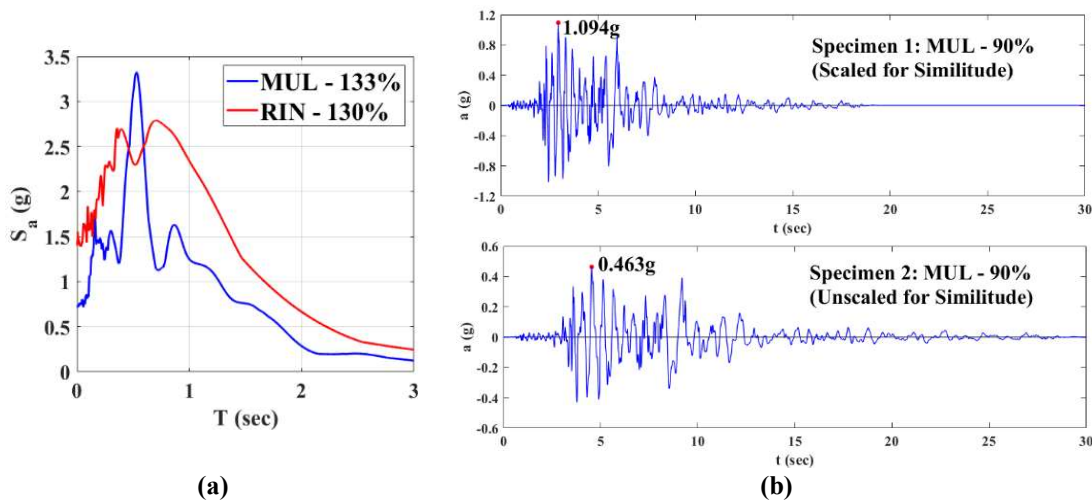 3.5
3
2.5
2
1.5
1
0.5
0
S_a (g)
MUL - 133%
RIN - 130%
0 1 2 3
T (sec)
(a)
1.2
0.8
0.4
0
-0.4
-0.8
-1.2
a (g)
1.094g
Specimen 1: MUL - 90%
(Scaled for Similitude)
0 5 10 15 20 25 30
t (sec)
0.6
0.4
0.2
0
-0.2
-0.4
-0.6
a (g)
0.463g
Specimen 2: MUL - 90%
(Unscaled for Similitude)
0 5 10 15 20 25 30
t (sec)
(b)